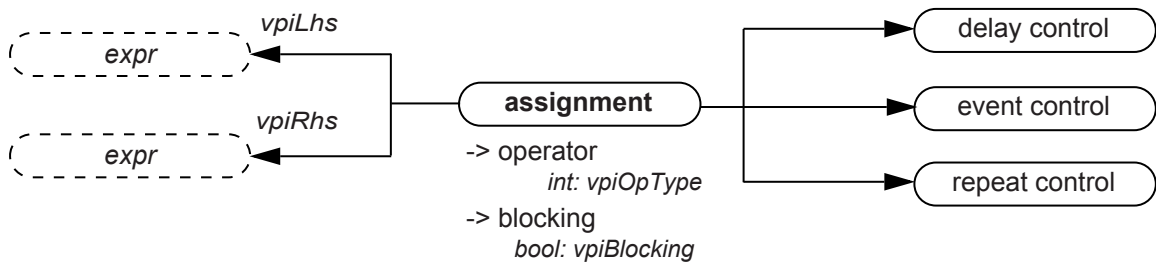 vpiLhs
expr
vpiRhs
expr
assignment
-> operator
int: vpiOpType
-> blocking
bool: vpiBlocking
delay control
event control
repeat control